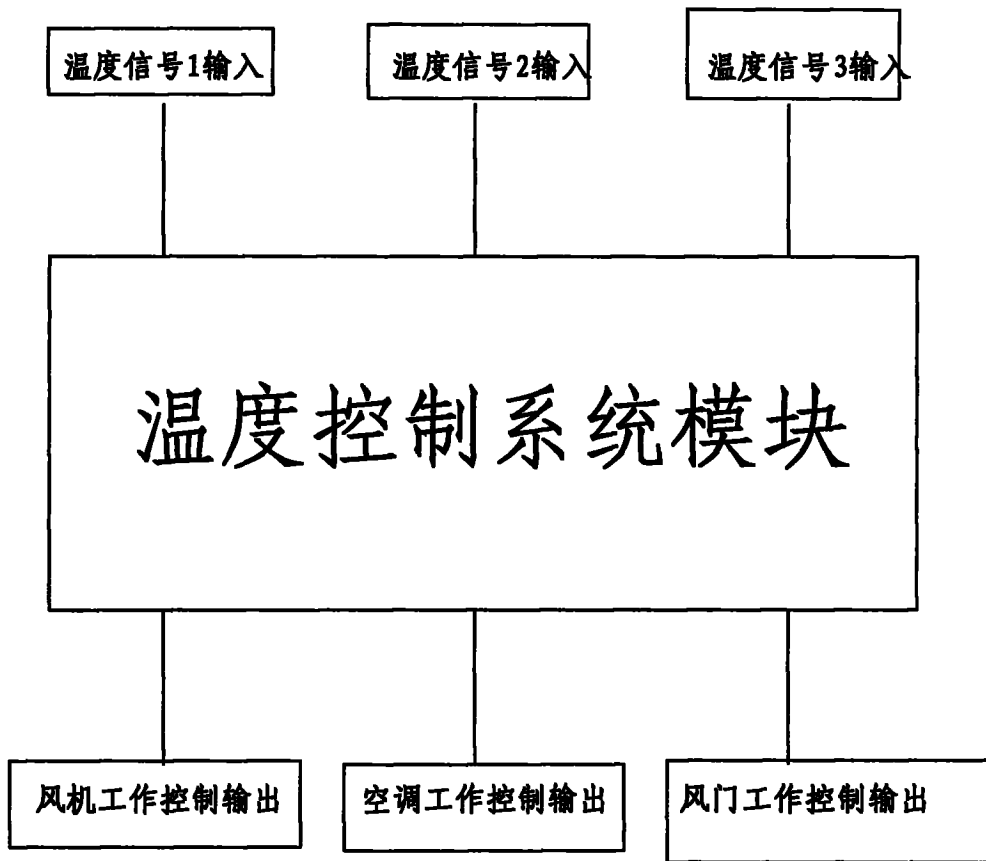 温度信号1输入
温度信号2输入
温度信号3输入
温度控制系统模块
风机工作控制输出
空调工作控制输出
风门工作控制输出